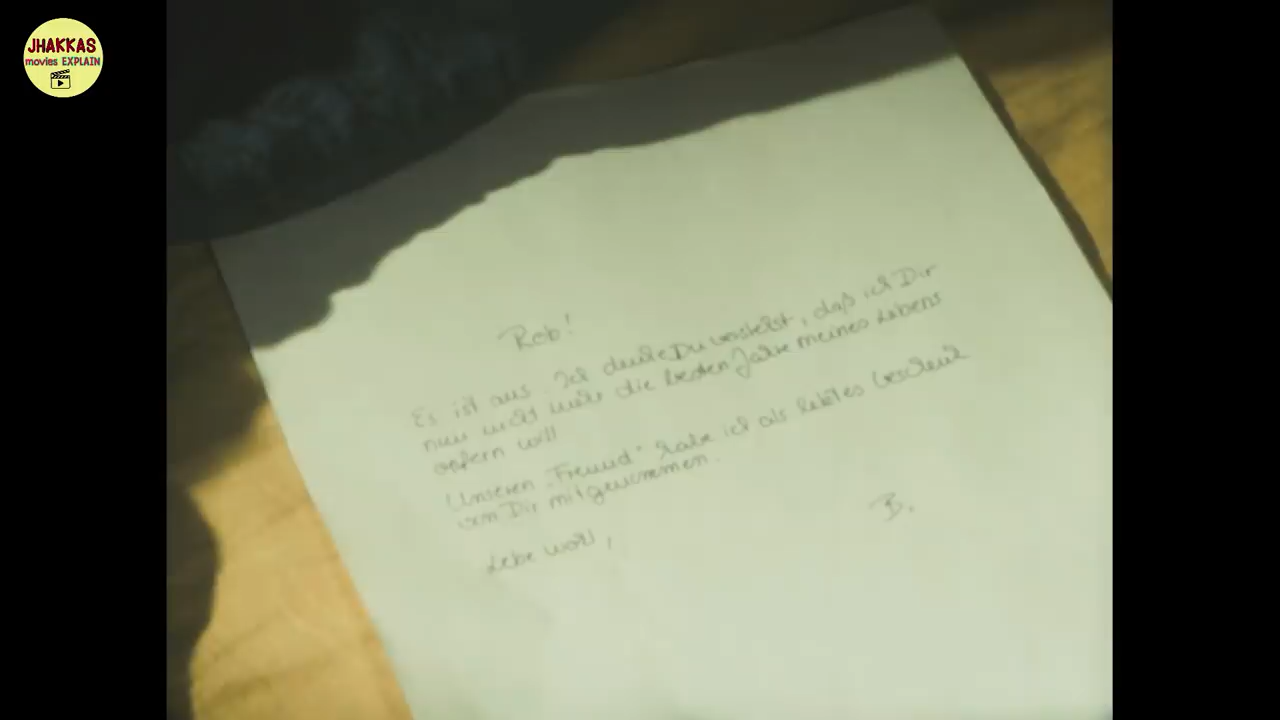 JHAKKAS
movies EXPLAIN
Rob!
Es ist aus. Ich denke Du verstehst, daß ich Dir
nun nicht mehr die besten Jahre meines Lebens
opfern will
Unseren „Freund“ habe ich als letztes Geschenk
von Dir mitgenommen.
Lebe wohl,
B.